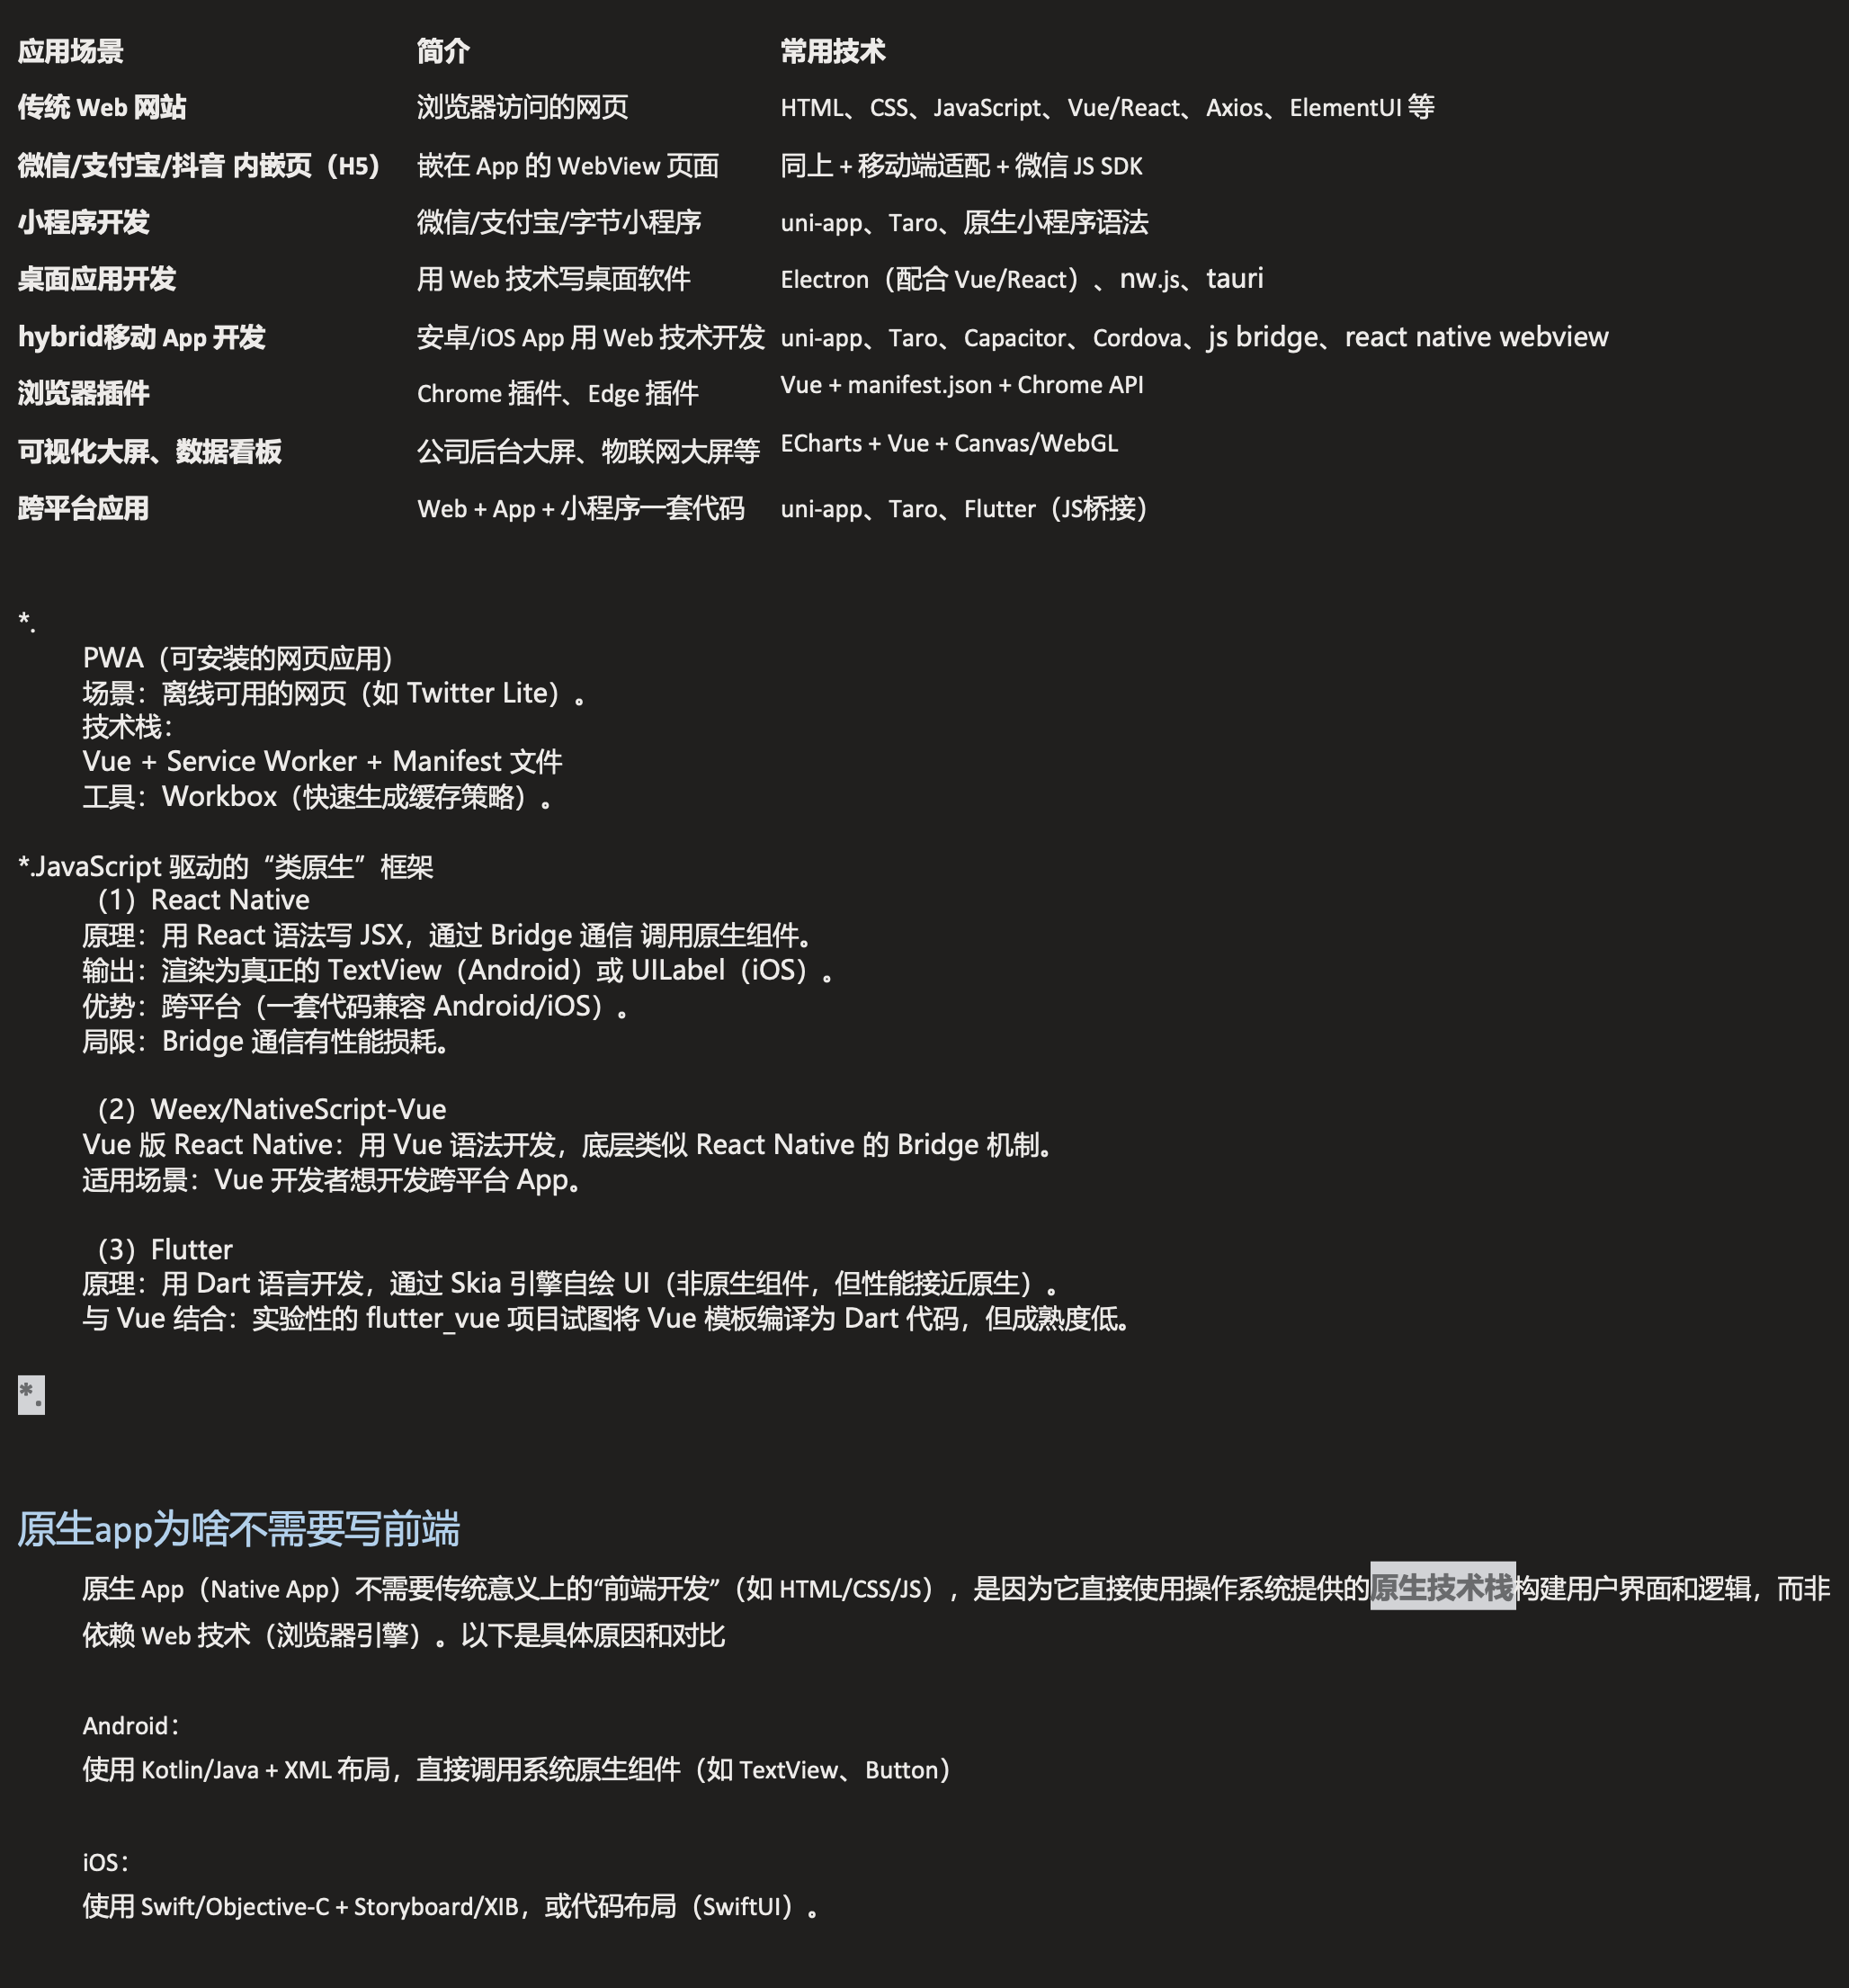 应用场景 简介 常用技术
传统 Web 网站 浏览器访问的网页 HTML、CSS、JavaScript、Vue/React、Axios、ElementUI 等
微信/支付宝/抖音 内嵌页（H5） 嵌在 App 的 WebView 页面 同上 + 移动端适配 + 微信 JS SDK
小程序开发 微信/支付宝/字节小程序 uni-app、Taro、原生小程序语法
桌面应用开发 用 Web 技术写桌面软件 Electron（配合 Vue/React）、nw.js、tauri
hybrid移动 App 开发 安卓/iOS App 用 Web 技术开发 uni-app、Taro、Capacitor、Cordova、js bridge、react native webview
浏览器插件 Chrome 插件、Edge 插件 Vue + manifest.json + Chrome API
可视化大屏、数据看板 公司后台大屏、物联网大屏等 ECharts + Vue + Canvas/WebGL
跨平台应用 Web + App + 小程序一套代码 uni-app、Taro、Flutter（JS桥接）
*.
PWA（可安装的网页应用）
场景：离线可用的网页（如 Twitter Lite）。
技术栈：
Vue + Service Worker + Manifest 文件
工具：Workbox（快速生成缓存策略）。
*.JavaScript 驱动的“类原生”框架
（1）React Native
原理：用 React 语法写 JSX，通过 Bridge 通信 调用原生组件。
输出：渲染为真正的 TextView（Android）或 UILabel（iOS）。
优势：跨平台（一套代码兼容 Android/iOS）。
局限：Bridge 通信有性能损耗。
（2）Weex/NativeScript-Vue
Vue 版 React Native：用 Vue 语法开发，底层类似 React Native 的 Bridge 机制。
适用场景：Vue 开发者想开发跨平台 App。
（3）Flutter
原理：用 Dart 语言开发，通过 Skia 引擎自绘 UI（非原生组件，但性能接近原生）。
与 Vue 结合：实验性的 flutter_vue 项目试图将 Vue 模板编译为 Dart 代码，但成熟度低。
*.
原生app为啥不需要写前端
原生 App（Native App）不需要传统意义上的“前端开发”（如 HTML/CSS/JS），是因为它直接使用操作系统提供的原生技术栈构建用户界面和逻辑，而非
依赖 Web 技术（浏览器引擎）。以下是具体原因和对比
Android：
使用 Kotlin/Java + XML 布局，直接调用系统原生组件（如 TextView、Button）
iOS：
使用 Swift/Objective-C + Storyboard/XIB，或代码布局（SwiftUI）。